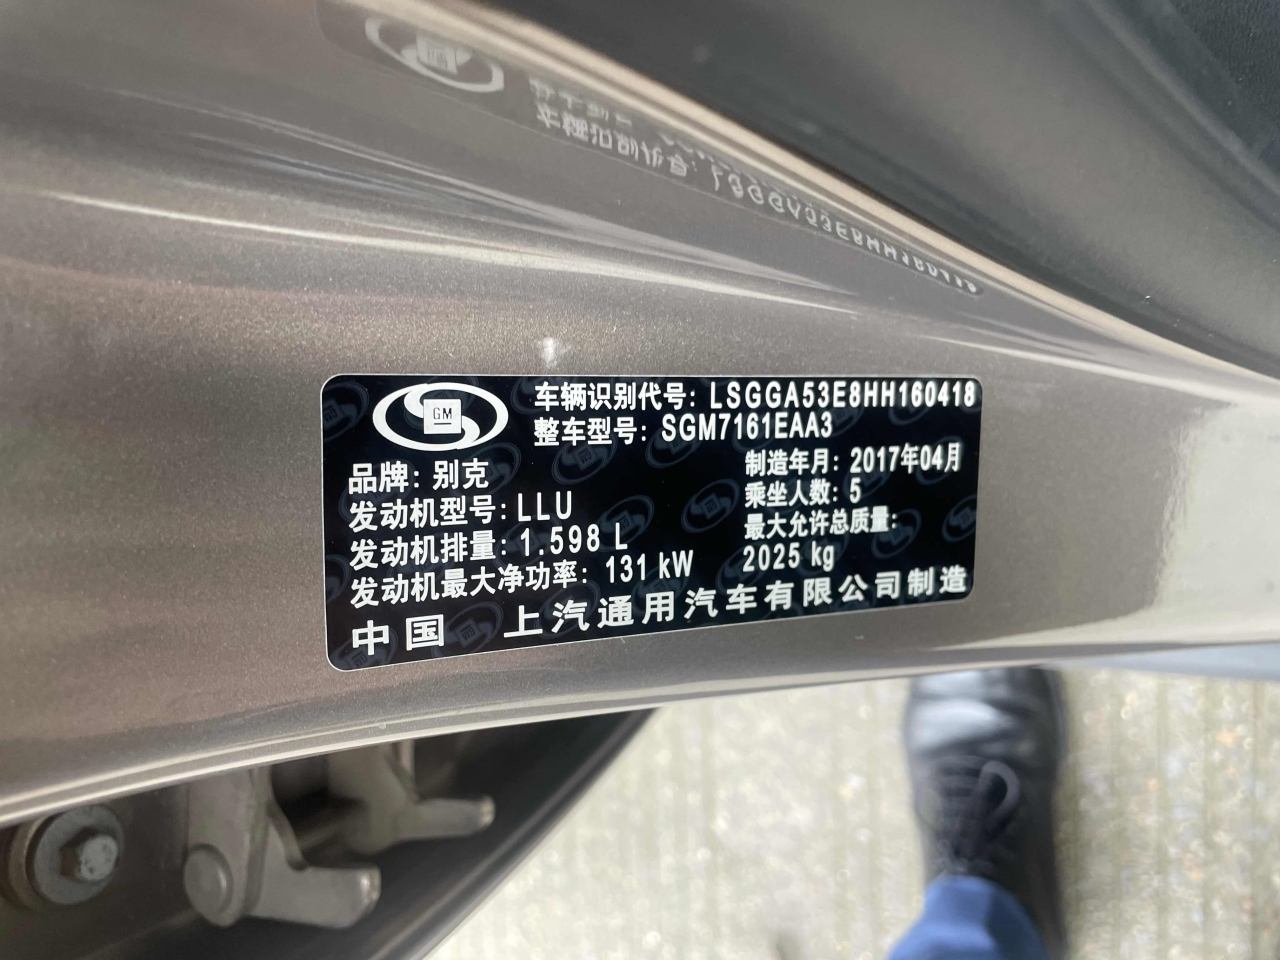 GM
车辆识别代号: LSGGA53E8HH160418
整车型号: SGM7161EAA3
品牌: 别克
制造年月: 2017年04月
发动机型号: LLU
乘坐人数: 5
发动机排量: 1.598 L
最大允许总质量:
2025 kg
发动机最大净功率: 131 kW
中国 上汽通用汽车有限公司制造